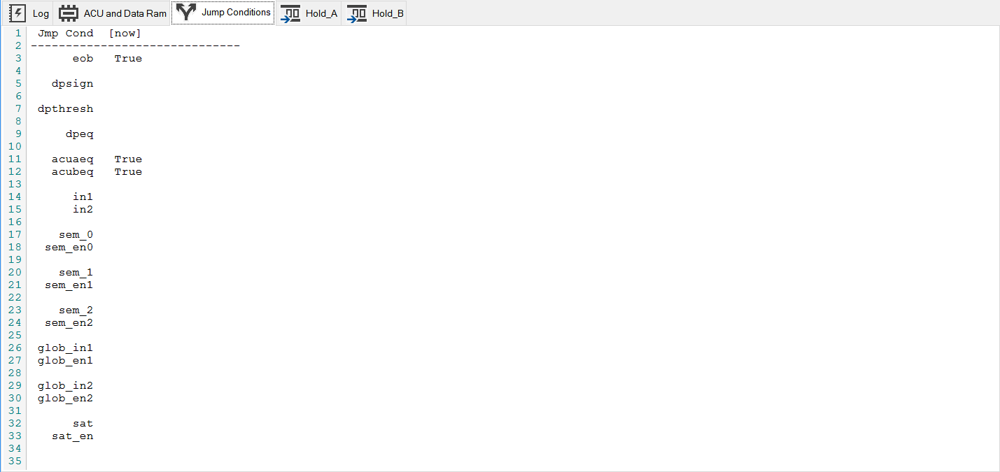 Log ACU and Data Ram Jump Conditions Hold_A Hold_B
1 Jmp Cond [now]
2 ------------------------------
3 eob True
4
5 dpsign
6
7 dpthresh
8
9 dpeq
10
11 acuaeq True
12 acubeq True
13
14 in1
15 in2
16
17 sem_0
18 sem_en0
19
20 sem_1
21 sem_en1
22
23 sem_2
24 sem_en2
25
26 glob_in1
27 glob_en1
28
29 glob_in2
30 glob_en2
31
32 sat
33 sat_en
34
35